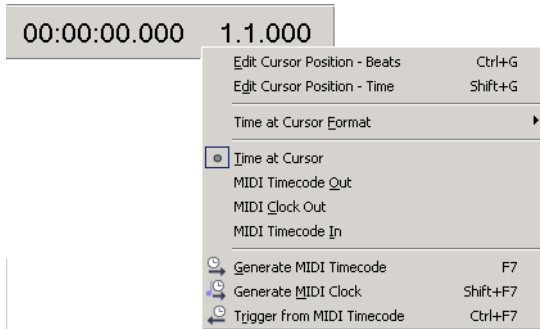 00:00:00.000 1.1.000
Edit Cursor Position - Beats Ctrl+G
Edit Cursor Position - Time Shift+G
Time at Cursor Format
Time at Cursor
MIDI Timecode Out
MIDI Clock Out
MIDI Timecode In
Generate MIDI Timecode F7
Generate MIDI Clock Shift+F7
Trigger from MIDI Timecode Ctrl+F7